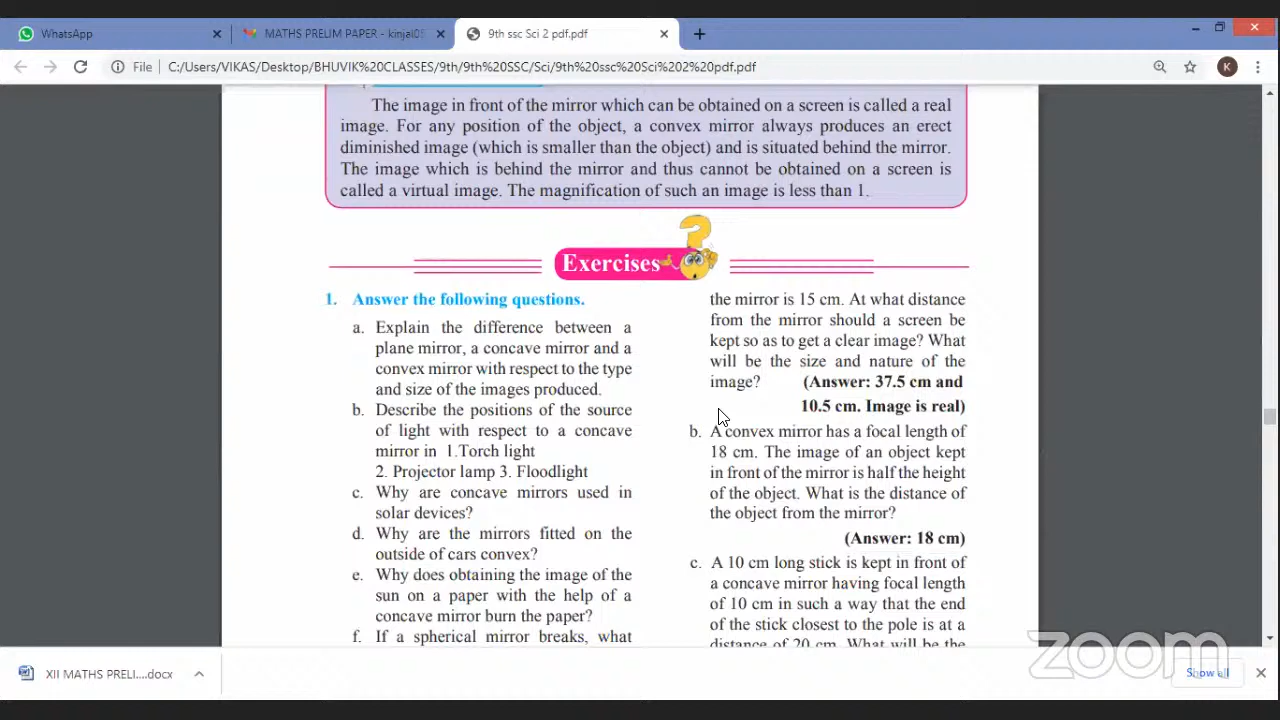 WhatsApp
MATHS PRELIM PAPER - kinjal05
9th ssc Sci 2 pdf.pdf
File
C:/Users/VIKAS/Desktop/BHUVIK%20CLASSES/9th/9th%20SSC/Sci/9th%20ssc%20Sci%202%20pdf.pdf
K
The image in front of the mirror which can be obtained on a screen is called a real
image. For any position of the object, a convex mirror always produces an erect
diminished image (which is smaller than the object) and is situated behind the mirror.
The image which is behind the mirror and thus cannot be obtained on a screen is
called a virtual image. The magnification of such an image is less than 1.
Exercises
1. Answer the following questions.
a. Explain the difference between a
plane mirror, a concave mirror and a
convex mirror with respect to the type
and size of the images produced.
b. Describe the positions of the source
of light with respect to a concave
mirror in 1.Torch light
2. Projector lamp 3. Floodlight
c. Why are concave mirrors used in
solar devices?
d. Why are the mirrors fitted on the
outside of cars convex?
e. Why does obtaining the image of the
sun on a paper with the help of a
concave mirror burn the paper?
f. If a spherical mirror breaks, what
the mirror is 15 cm. At what distance
from the mirror should a screen be
kept so as to get a clear image? What
will be the size and nature of the
image? (Answer: 37.5 cm and
10.5 cm. Image is real)
b. A convex mirror has a focal length of
18 cm. The image of an object kept
in front of the mirror is half the height
of the object. What is the distance of
the object from the mirror?
(Answer: 18 cm)
c. A 10 cm long stick is kept in front of
a concave mirror having focal length
of 10 cm in such a way that the end
of the stick closest to the pole is at a
distance of 20 cm. What will be the
zoom
XII MATHS PRELI....docx
Show all